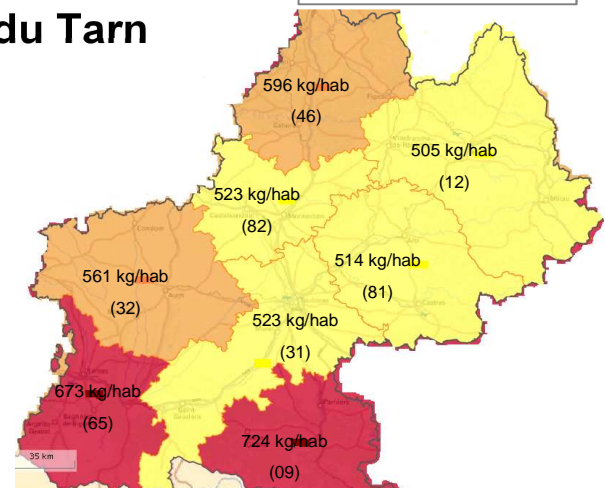 du Tarn
596 kg/hab
(46)
505 kg/hab
(12)
523 kg/hab
(82)
514 kg/hab
(81)
561 kg/hab
(32)
523 kg/hab
(31)
673 kg/hab
(65)
724 kg/hab
(09)
35 km